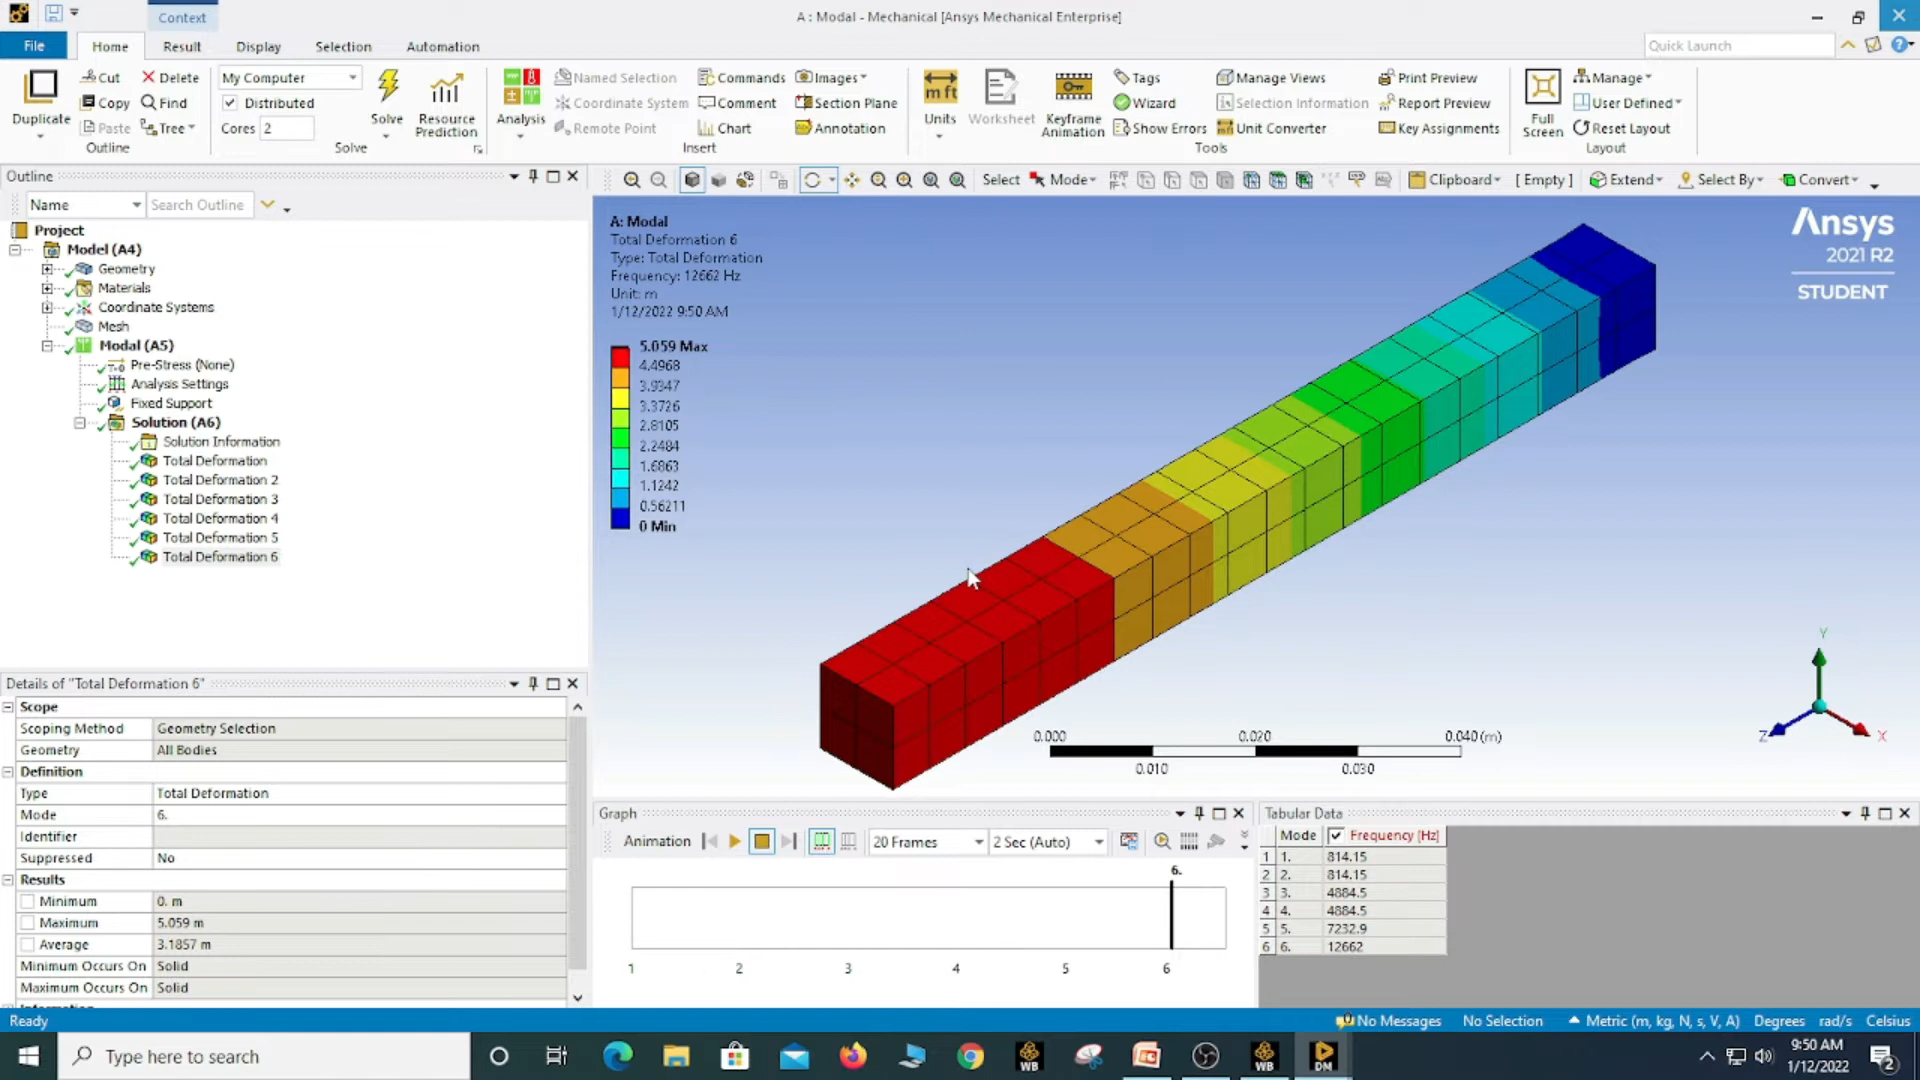 A : Modal - Mechanical [Ansys Mechanical Enterprise]
Context
File Home Result Display Selection Automation
Quick Launch
Duplicate
Cut Delete
Copy Find
Paste Tree
Outline
My Computer
Distributed
Cores 2
Solve
Resource Prediction
Solve
Analysis
Named Selection Commands Images
Coordinate System Comment Section Plane
Remote Point Chart Annotation
Insert
Units Worksheet Keyframe Animation
Tags Manage Views Print Preview
Wizard Selection Information Report Preview
Show Errors Unit Converter Key Assignments
Tools
Full Screen
Manage
User Defined
Reset Layout
Layout
Outline
Name Search Outline
Select Mode Clipboard [ Empty ] Extend Select By Convert
Project
Model (A4)
Geometry
Materials
Coordinate Systems
Mesh
Modal (A5)
Pre-Stress (None)
Analysis Settings
Fixed Support
Solution (A6)
Solution Information
Total Deformation
Total Deformation 2
Total Deformation 3
Total Deformation 4
Total Deformation 5
Total Deformation 6
A: Modal
Total Deformation 6
Type: Total Deformation
Frequency: 12662 Hz
Unit: m
1/12/2022 9:50 AM
5.059 Max
4.4968
3.9347
3.3726
2.8105
2.2484
1.6863
1.1242
0.56211
0 Min
Ansys
2021 R2
STUDENT
0.000 0.020 0.040 (m)
0.010 0.030
Y
Z X
Details of "Total Deformation 6"
Scope
Scoping Method Geometry Selection
Geometry All Bodies
Definition
Type Total Deformation
Mode 6.
Identifier
Suppressed No
Results
Minimum 0. m
Maximum 5.059 m
Average 3.1857 m
Minimum Occurs On Solid
Maximum Occurs On Solid
Graph
Animation 20 Frames 2 Sec (Auto)
6.
1 2 3 4 5 6
Tabular Data
Mode Frequency [Hz]
1 1. 814.15
2 2. 814.15
3 3. 4884.5
4 4. 4884.5
5 5. 7232.9
6 6. 12662
Ready No Messages No Selection Metric (m, kg, N, s, V, A) Degrees rad/s Celsius
Type here to search
WB
WB
DM
9:50 AM
1/12/2022
2